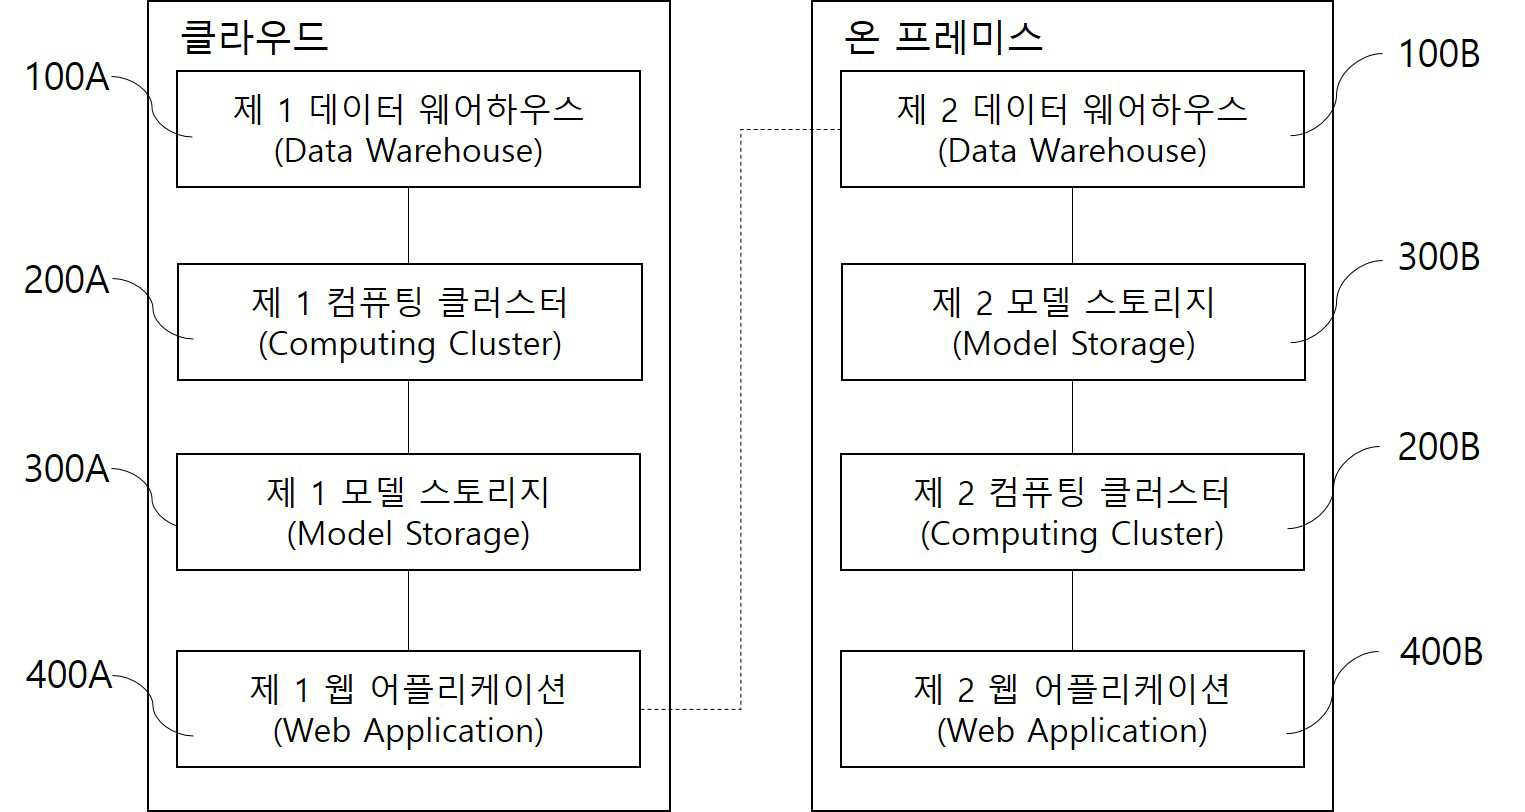 클라우드
100A
제 1 데이터 웨어하우스
(Data Warehouse)
200A
제 1 컴퓨팅 클러스터
(Computing Cluster)
300A
제 1 모델 스토리지
(Model Storage)
400A
제 1 웹 어플리케이션
(Web Application)
온 프레미스
100B
제 2 데이터 웨어하우스
(Data Warehouse)
300B
제 2 모델 스토리지
(Model Storage)
200B
제 2 컴퓨팅 클러스터
(Computing Cluster)
400B
제 2 웹 어플리케이션
(Web Application)